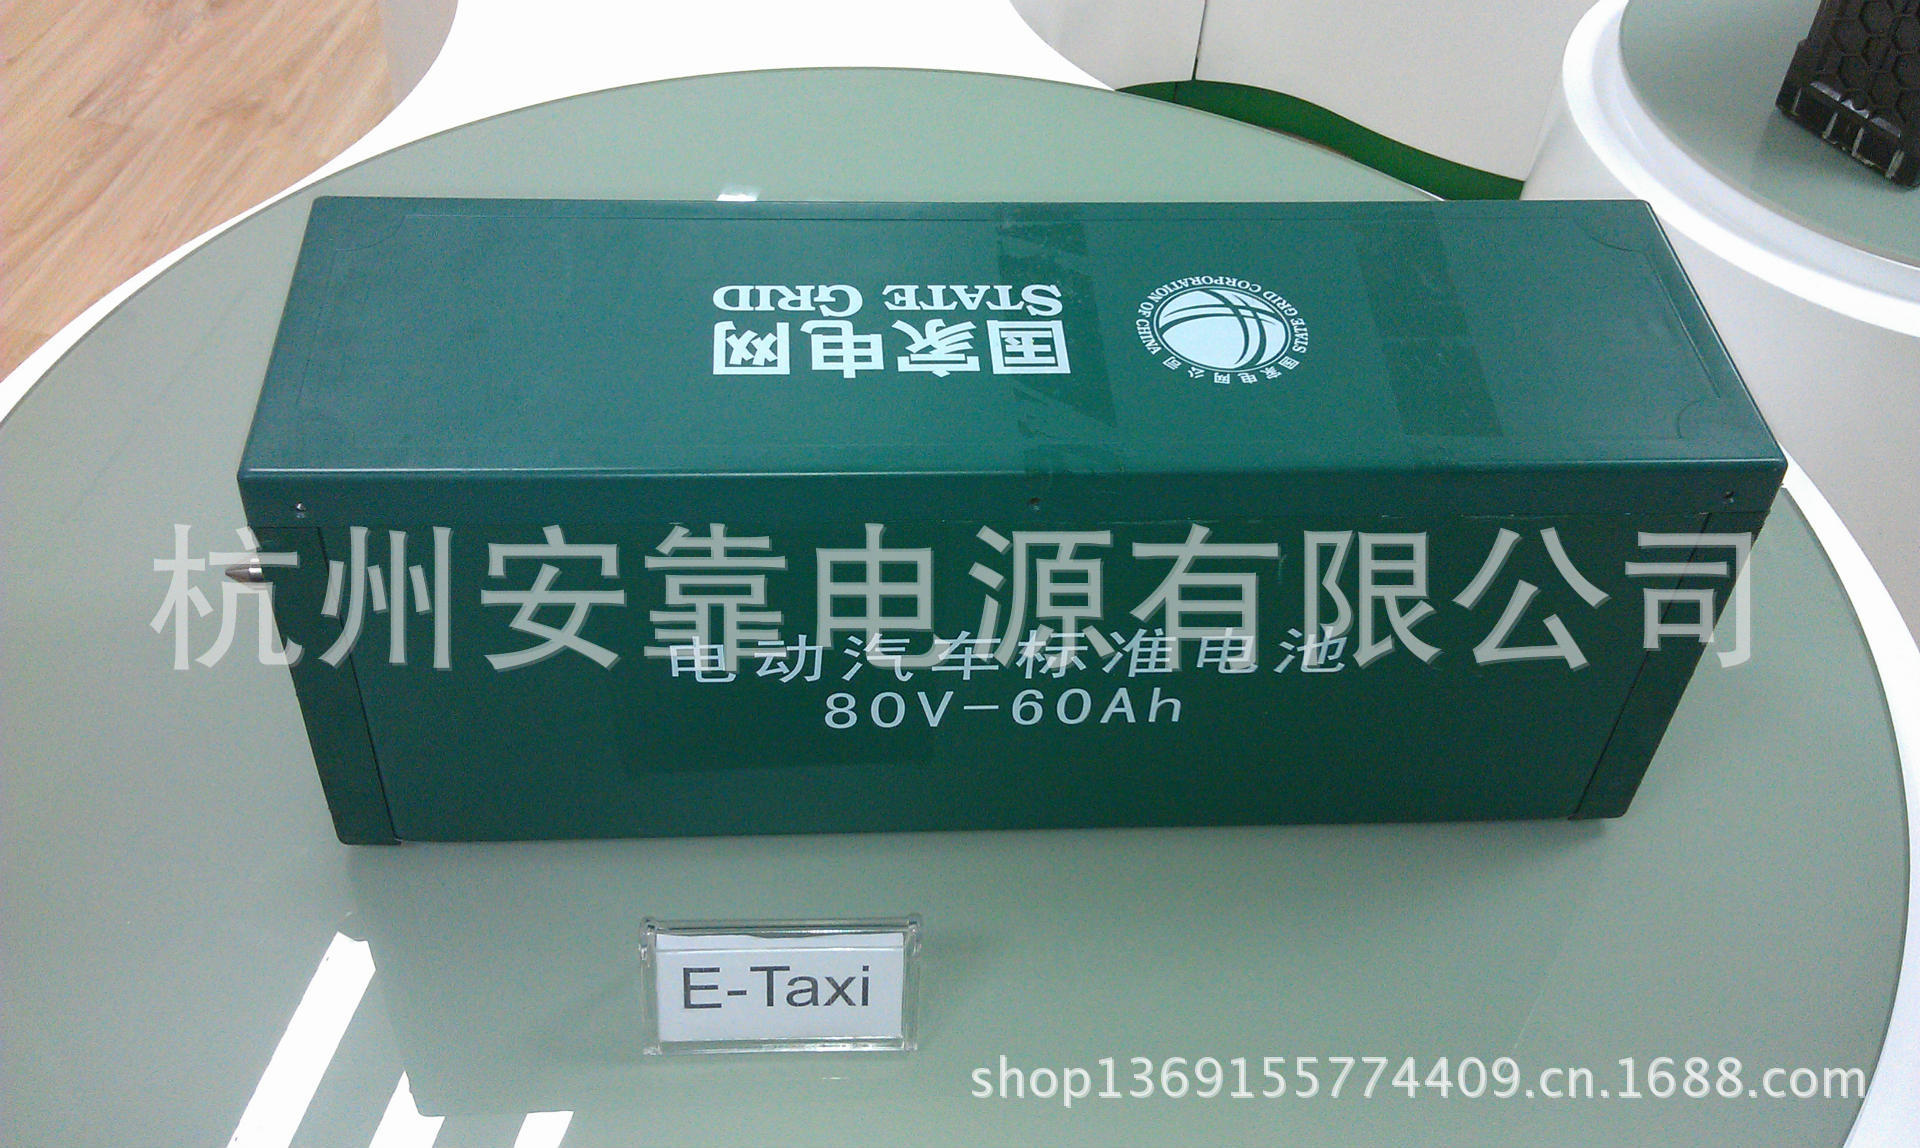 国家电网
STATE GRID
STATE GRID CORPORATION OF CHINA
国家电网公司
杭州安靠电源有限公司
电动汽车标准电池
80V-60Ah
E-Taxi
shop1369155774409.cn.1688.com